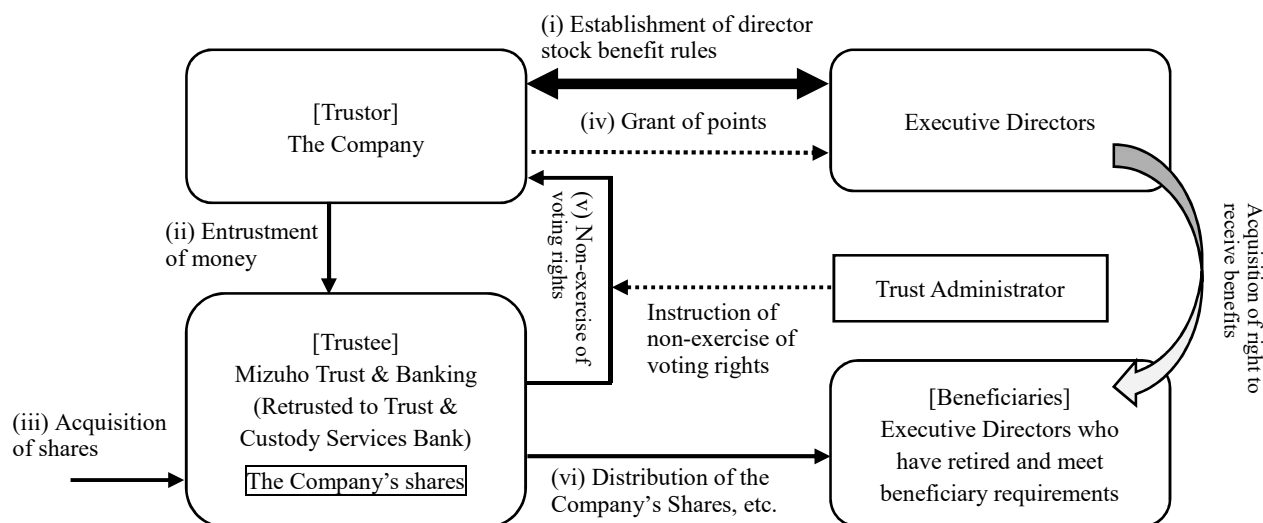 (i) Establishment of director
stock benefit rules
[Trustor]
The Company
(iv) Grant of points
Executive Directors
(ii) Entrustment
of money
(v) Non-exercise of
voting rights
Acquisition of right to
receive benefits
Trust Administrator
Instruction of
non-exercise of
voting rights
[Trustee]
Mizuho Trust & Banking
(Retrusted to Trust &
Custody Services Bank)
The Company's shares
(iii) Acquisition
of shares
[Beneficiaries]
Executive Directors who
have retired and meet
beneficiary requirements
(vi) Distribution of the
Company's Shares, etc.